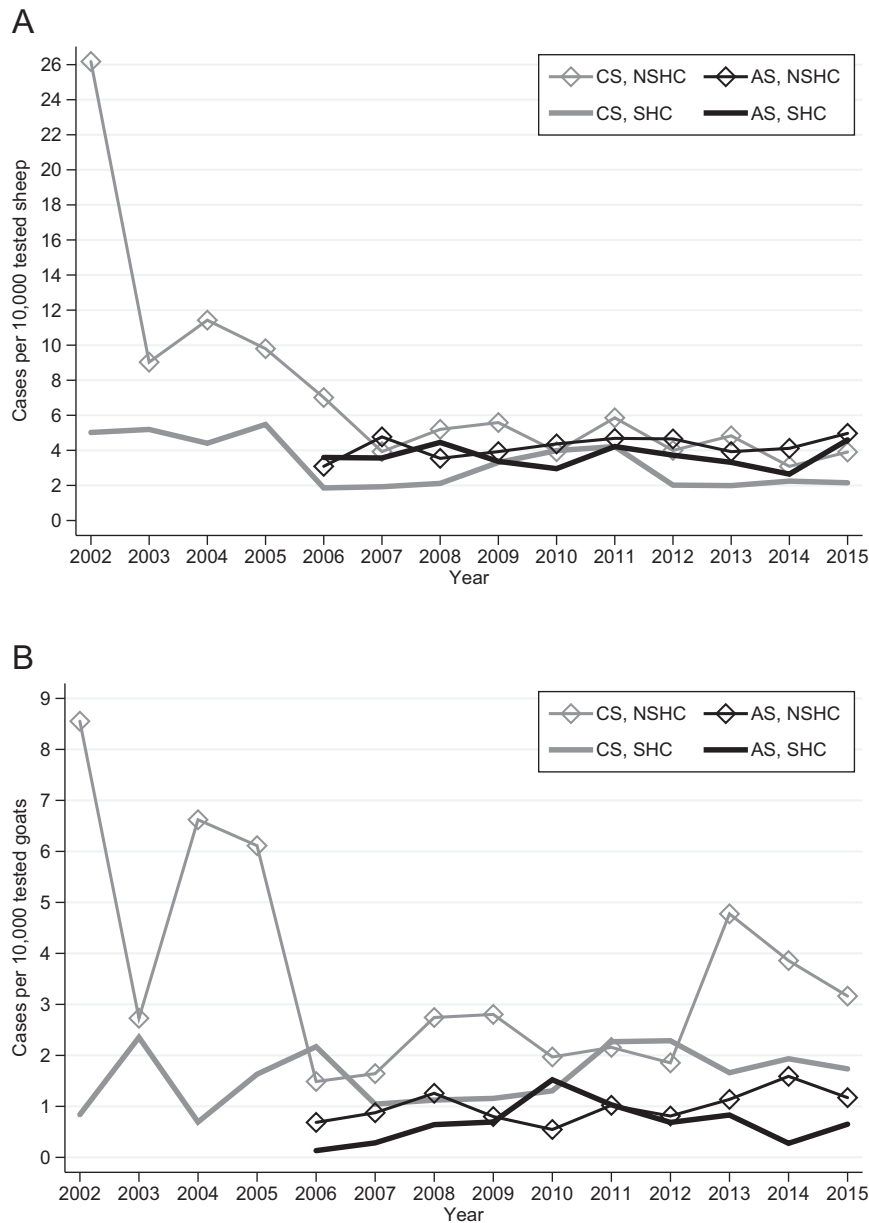 A
Cases per 10,000 tested sheep
26
24
22
20
18
16
14
12
10
8
6
4
2
0
CS, NSHC AS, NSHC
CS, SHC AS, SHC
2002 2003 2004 2005 2006 2007 2008 2009 2010 2011 2012 2013 2014 2015
Year
B
Cases per 10,000 tested goats
9
8
7
6
5
4
3
2
1
0
CS, NSHC AS, NSHC
CS, SHC AS, SHC
2002 2003 2004 2005 2006 2007 2008 2009 2010 2011 2012 2013 2014 2015
Year